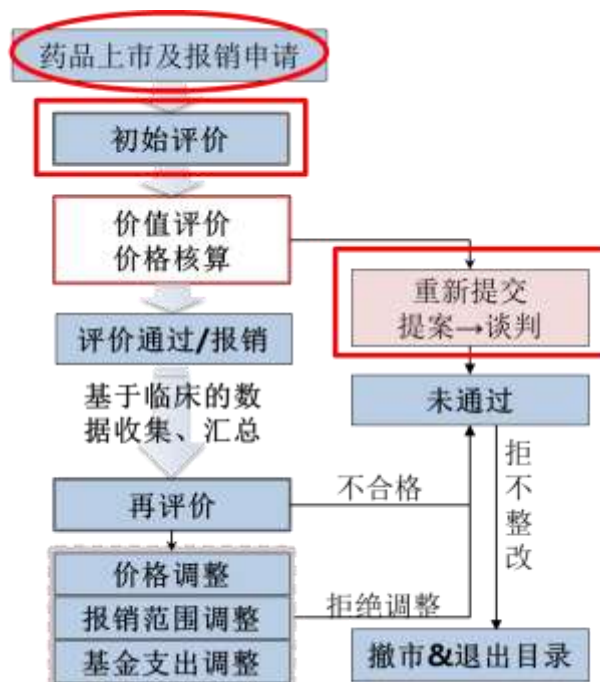 药品上市及报销申请
初始评价
价值评价
价格核算
重新提交
提案→谈判
评价通过/报销
未通过
基于临床的数
据收集、汇总
拒不整改
再评价
不合格
价格调整
报销范围调整
拒绝调整
基金支出调整
撤市&退出目录